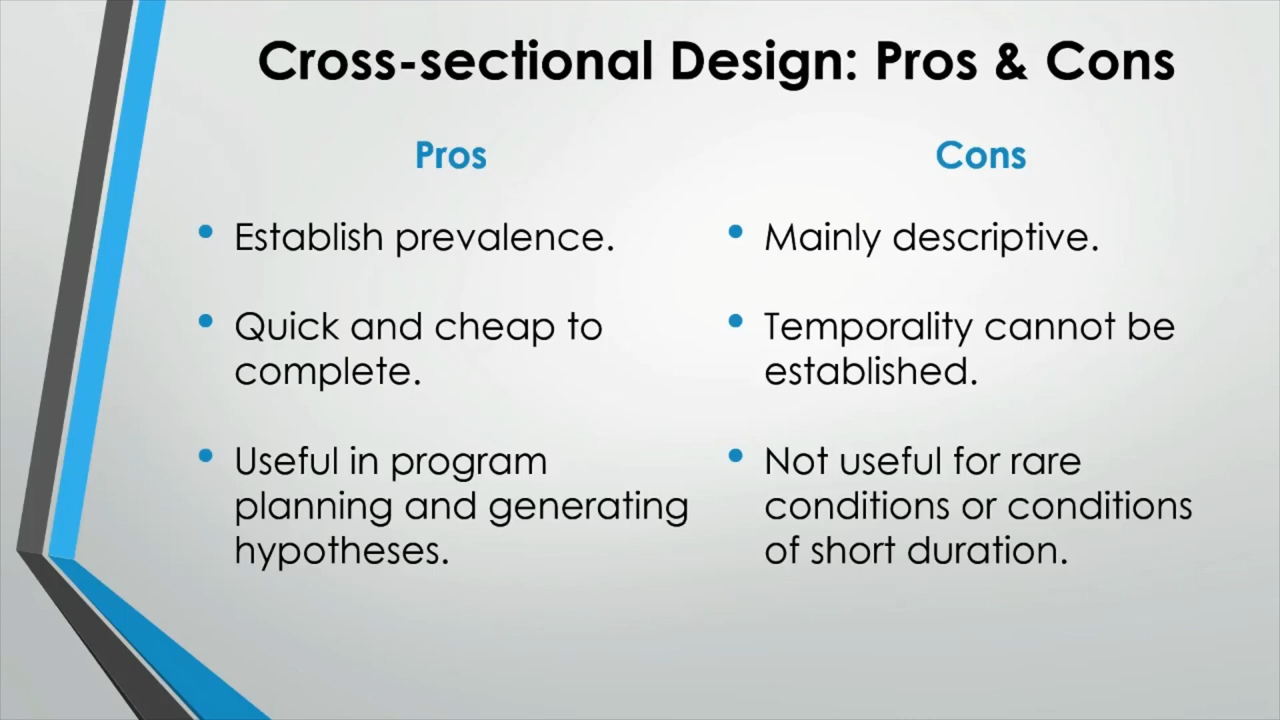 Cross-sectional Design: Pros & Cons
Pros
• Establish prevalence.
• Quick and cheap to
complete.
• Useful in program
planning and generating
hypotheses.
Cons
• Mainly descriptive.
• Temporality cannot be
established.
• Not useful for rare
conditions or conditions
of short duration.